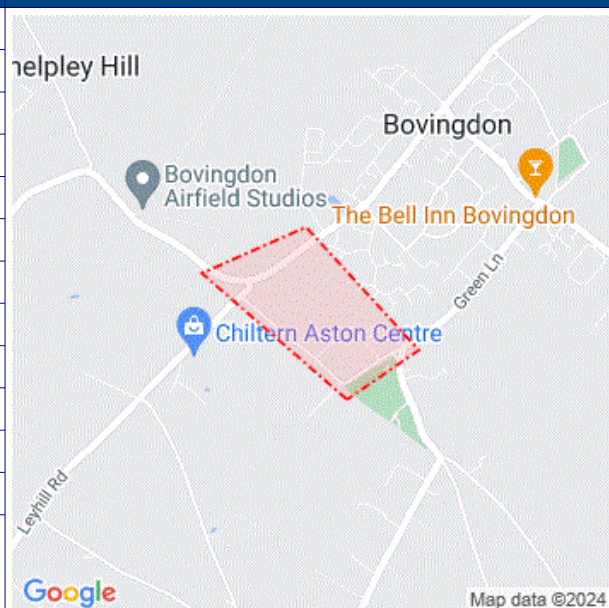 helpley Hill
Bovingdon
Bovingdon
Airfield Studios
The Bell Inn Bovingdon
Green Ln
Chiltern Aston Centre
Leyhill Rd
Google
Map data ©2024